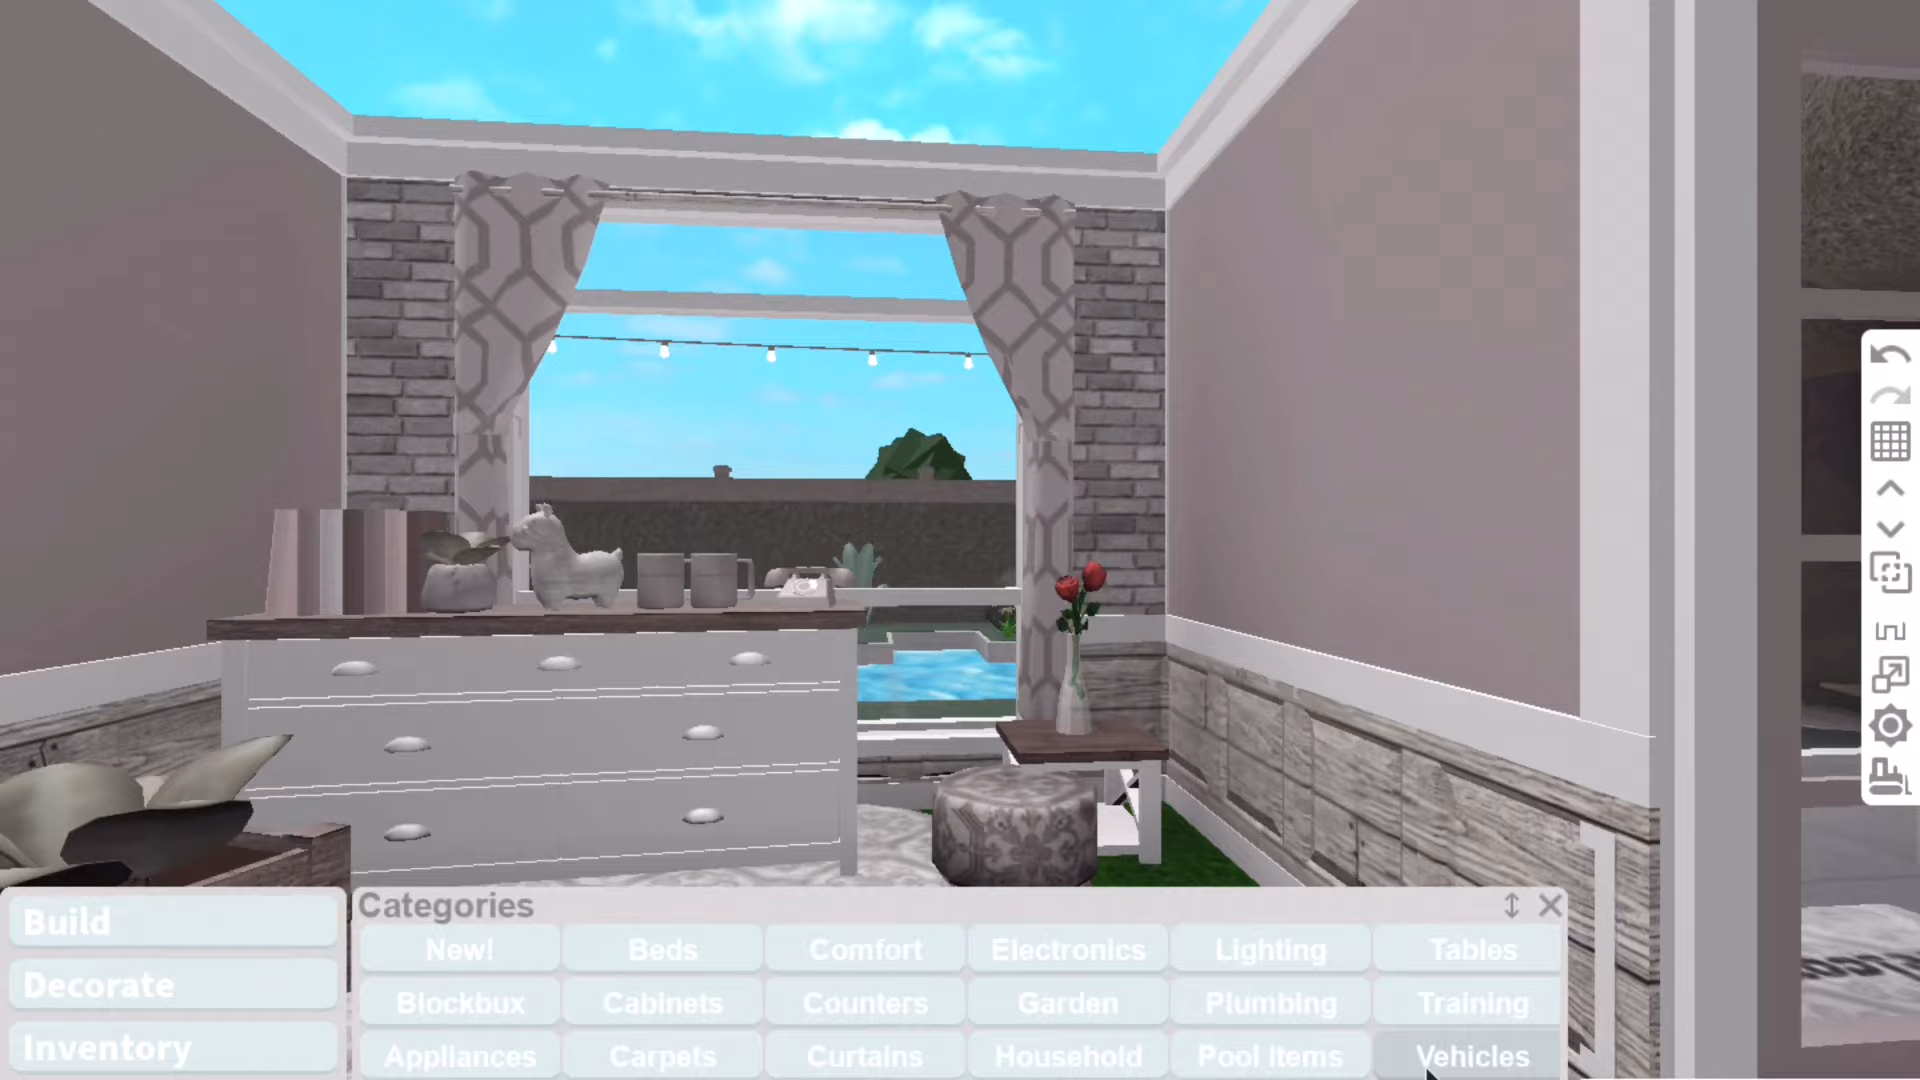 Build
Decorate
Inventory
Categories
New! Beds Comfort Electronics Lighting Tables
Blockbux Cabinets Counters Garden Plumbing Training
Appliances Carpets Curtains Household Pool Items Vehicles